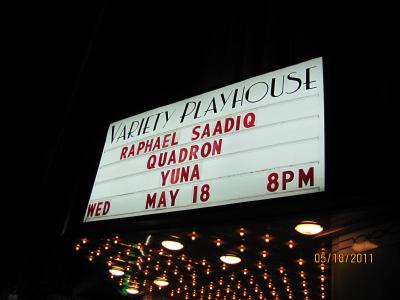 VARIETY PLAYHOUSE
RAPHAEL SAADIQ
QUADRON
YUNA
WED MAY 18 8PM
05/18/2011